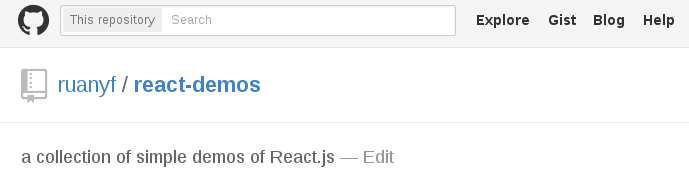 This repository Search Explore Gist Blog Help
ruanyf / react-demos
a collection of simple demos of React.js — Edit